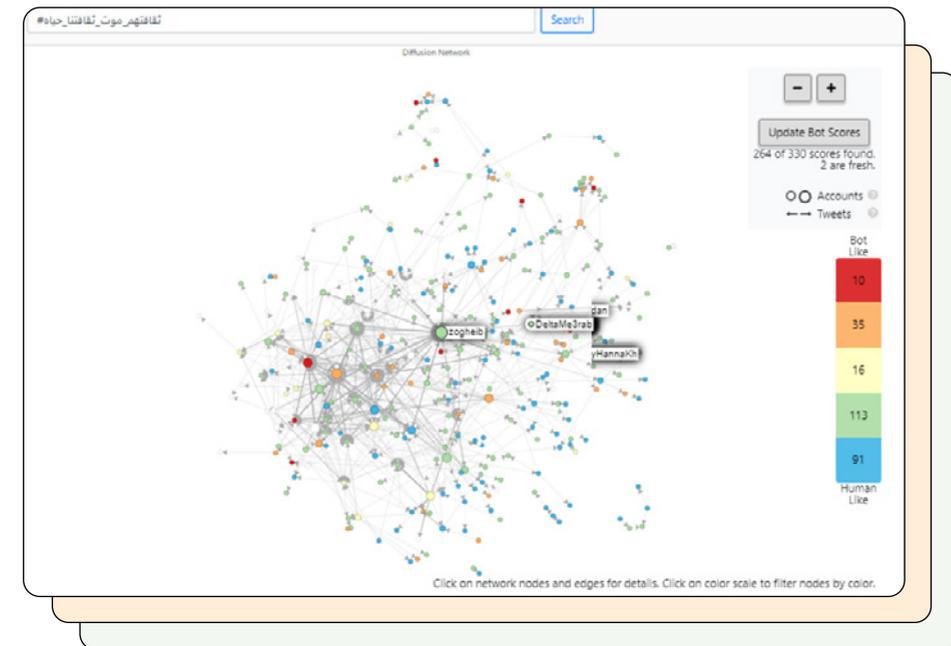 #ثقافتهم_موت_ثقافتنا_حياه
Search
Diffusion Network
− +
Update Bot Scores
264 of 330 scores found.
2 are fresh.
Accounts
Tweets
Bot
Like
10
35
16
113
91
Human
Like
dan
DeltaMe3rab
zogheib
yHannaKh
Click on network nodes and edges for details. Click on color scale to filter nodes by color.